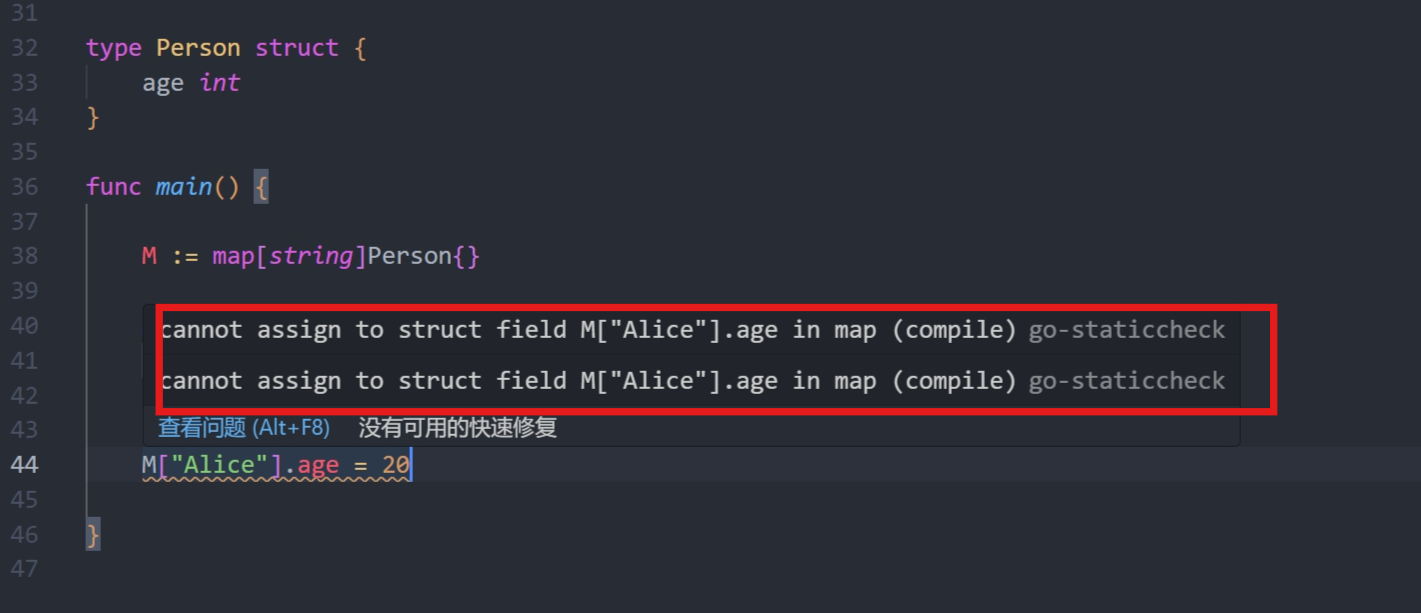 31
32 type Person struct {
33 age int
34 }
35
36 func main() {
37
38 M := map[string]Person{}
39
40 cannot assign to struct field M["Alice"].age in map (compile) go-staticcheck
41
42 cannot assign to struct field M["Alice"].age in map (compile) go-staticcheck
43 查看问题 (Alt+F8) 没有可用的快速修复
44 M["Alice"].age = 20
45
46 }
47